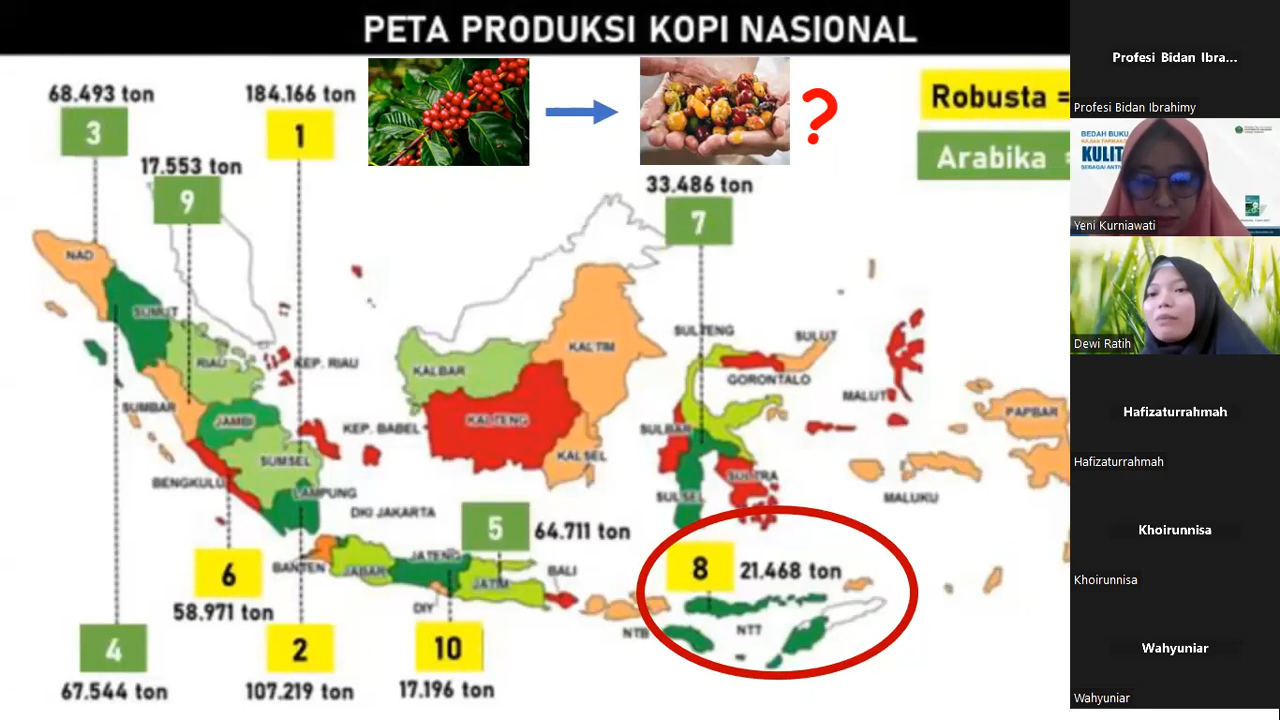 PETA PRODUKSI KOPI NASIONAL
68.493 ton
3
184.166 ton
1
17.553 ton
9
?
33.486 ton
7
Robusta =
Arabika =
NAD
SUMUT
RIAU
KEP. RIAU
SUMBAR
JAMBI
SUMSEL
KEP. BABEL
BENGKULU
LAMPUNG
DKI JAKARTA
KALBAR
KALTIM
KALTENG
KALSEL
SULTENG
SULUT
GORONTALO
MALUT
SULBAR
SULTRA
SULSEL
PAPBAR
MALUKU
5
64.711 ton
BANTEN
JABAR
JATENG
JATIM
BALI
DIY
NTB
NTT
8
21.468 ton
6
58.971 ton
4
67.544 ton
2
107.219 ton
10
17.196 ton
Profesi Bidan Ibra...
Profesi Bidan Ibrahimy
BEDAH BUKU
KULIT
Yeni Kurniawati
Dewi Ratih
Hafizaturrahmah
Hafizaturrahmah
Khoirunnisa
Khoirunnisa
Wahyuniar
Wahyuniar